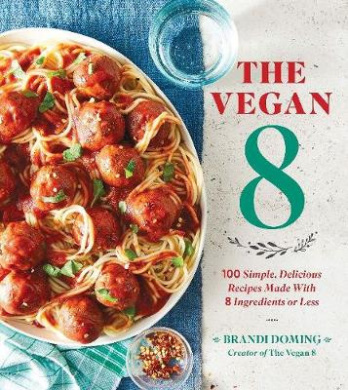 THE
VEGAN
8
100 Simple, Delicious
Recipes Made With
8 Ingredients or Less
BRANDI DOMING
Creator of The Vegan 8